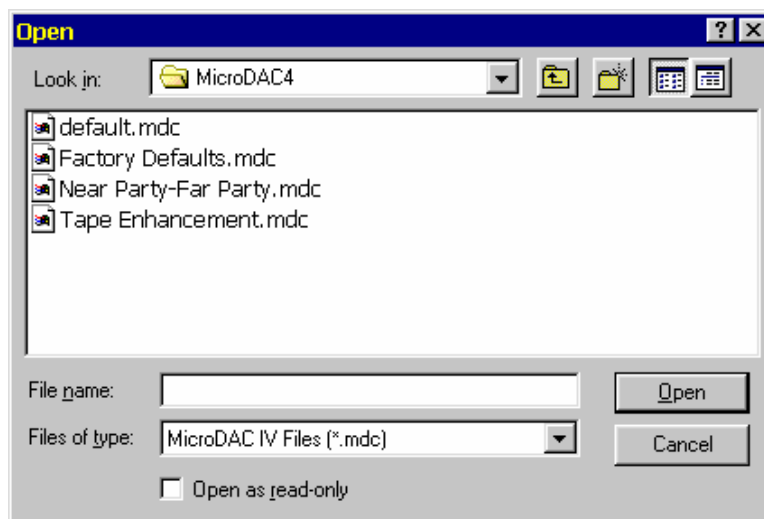 Open
Look in: MicroDAC4
default.mdc
Factory Defaults.mdc
Near Party-Far Party.mdc
Tape Enhancement.mdc
File name: Open
Files of type: MicroDAC IV Files (*.mdc) Cancel
Open as read-only